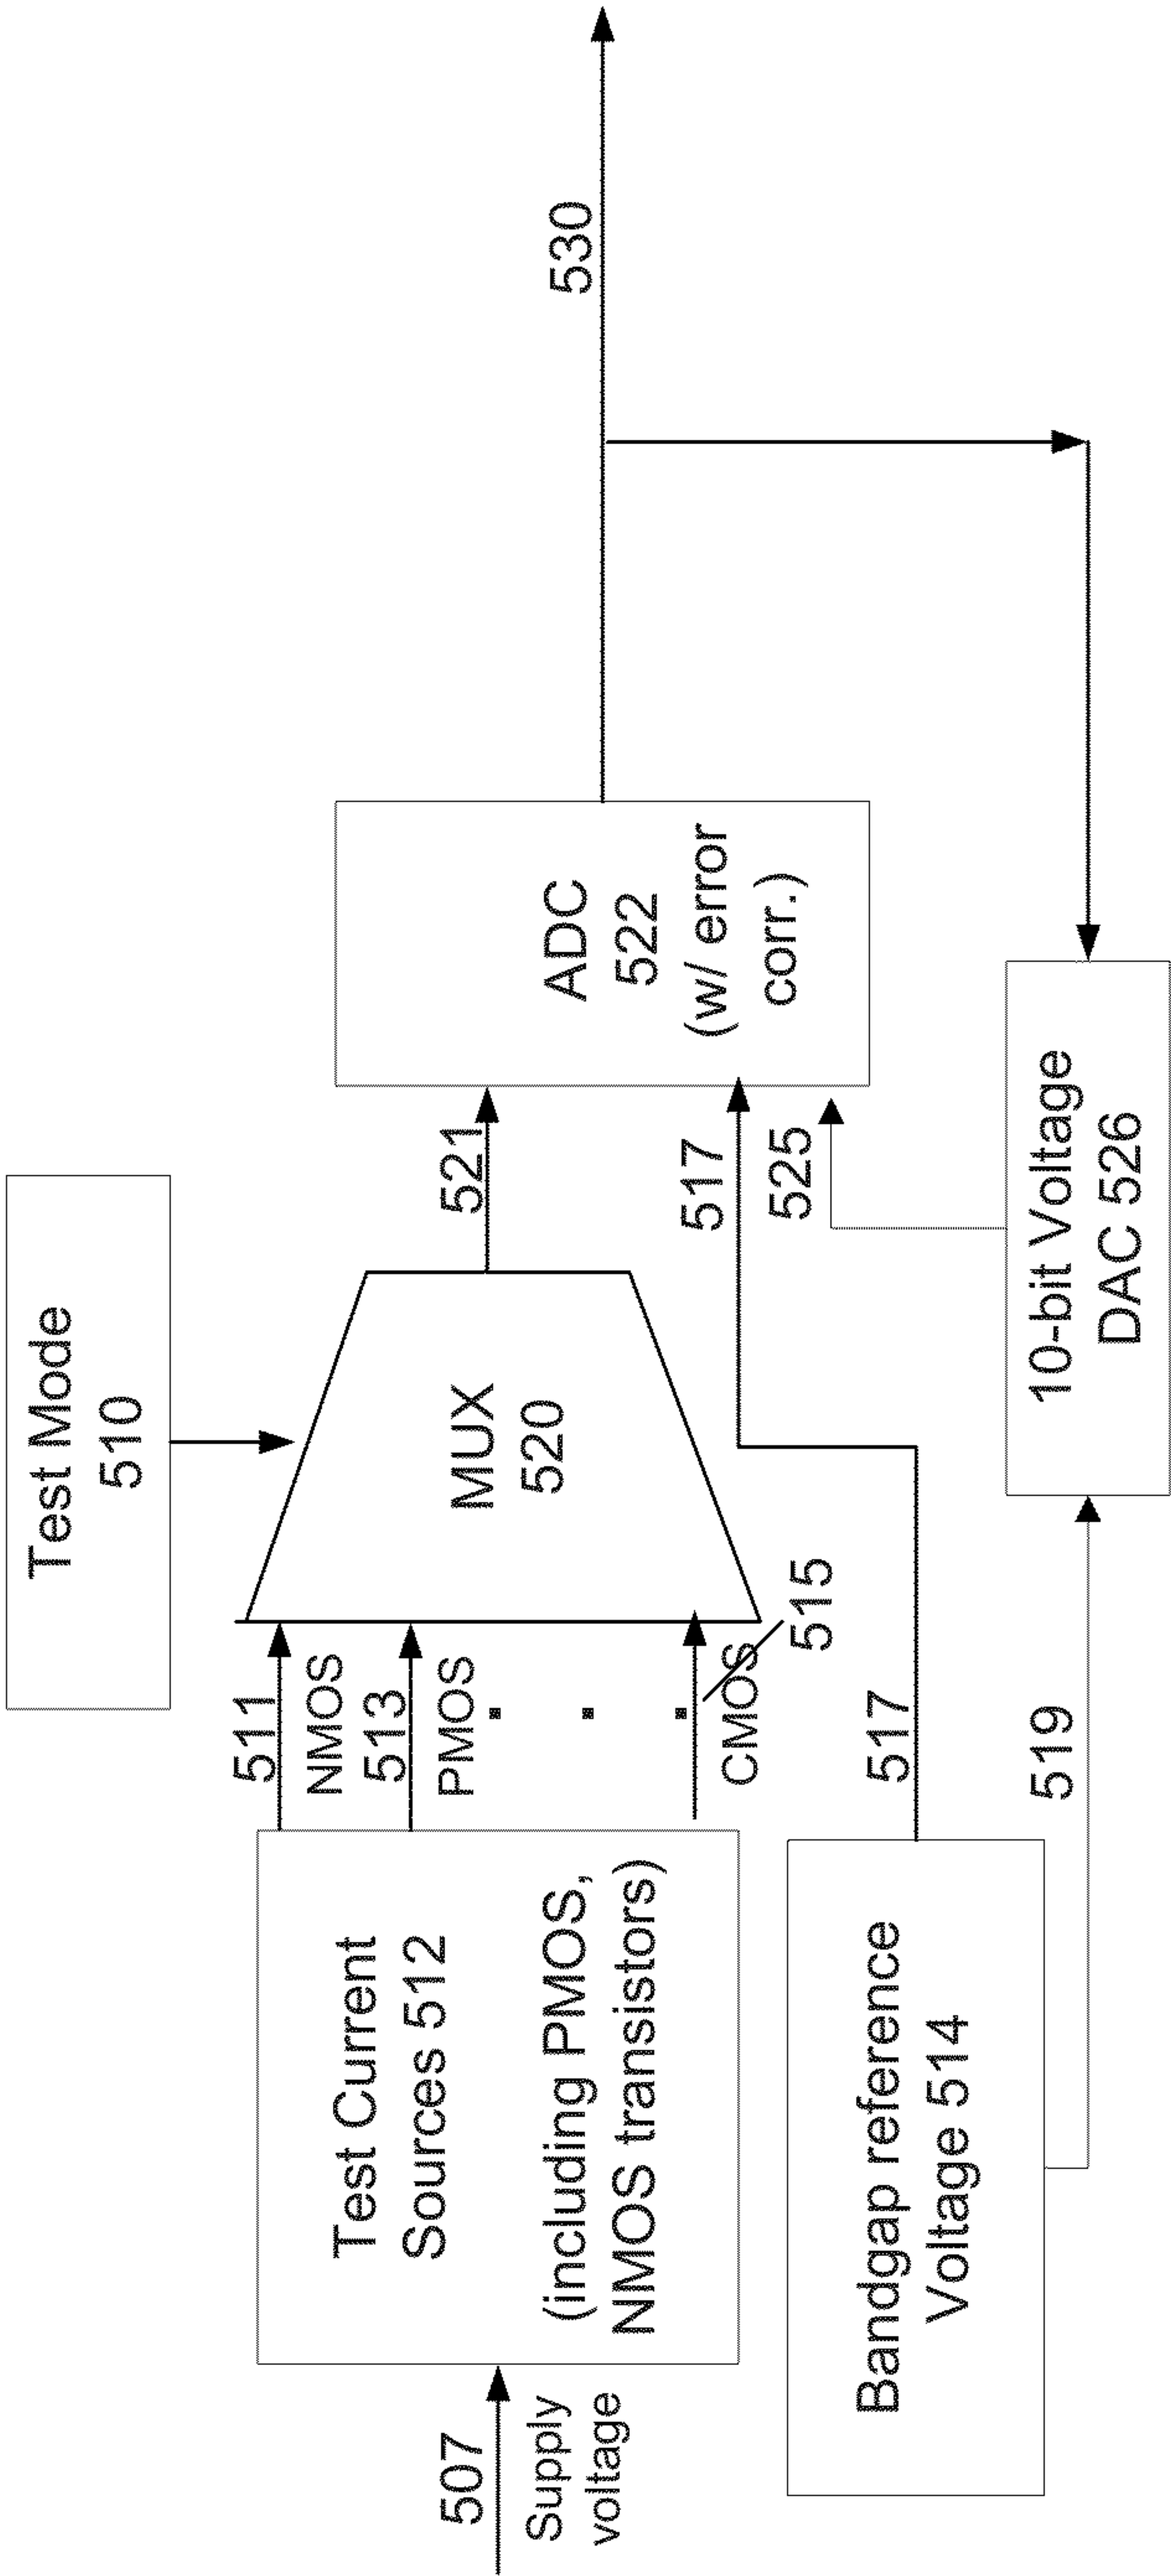 Test Mode
510
507
Supply
voltage
Test Current
Sources 512
(including PMOS,
NMOS transistors)
511
NMOS
513
PMOS
CMOS
515
MUX
520
521
ADC
522
(w/ error
corr.)
530
517
525
Bandgap reference
Voltage 514
517
519
10-bit Voltage
DAC 526